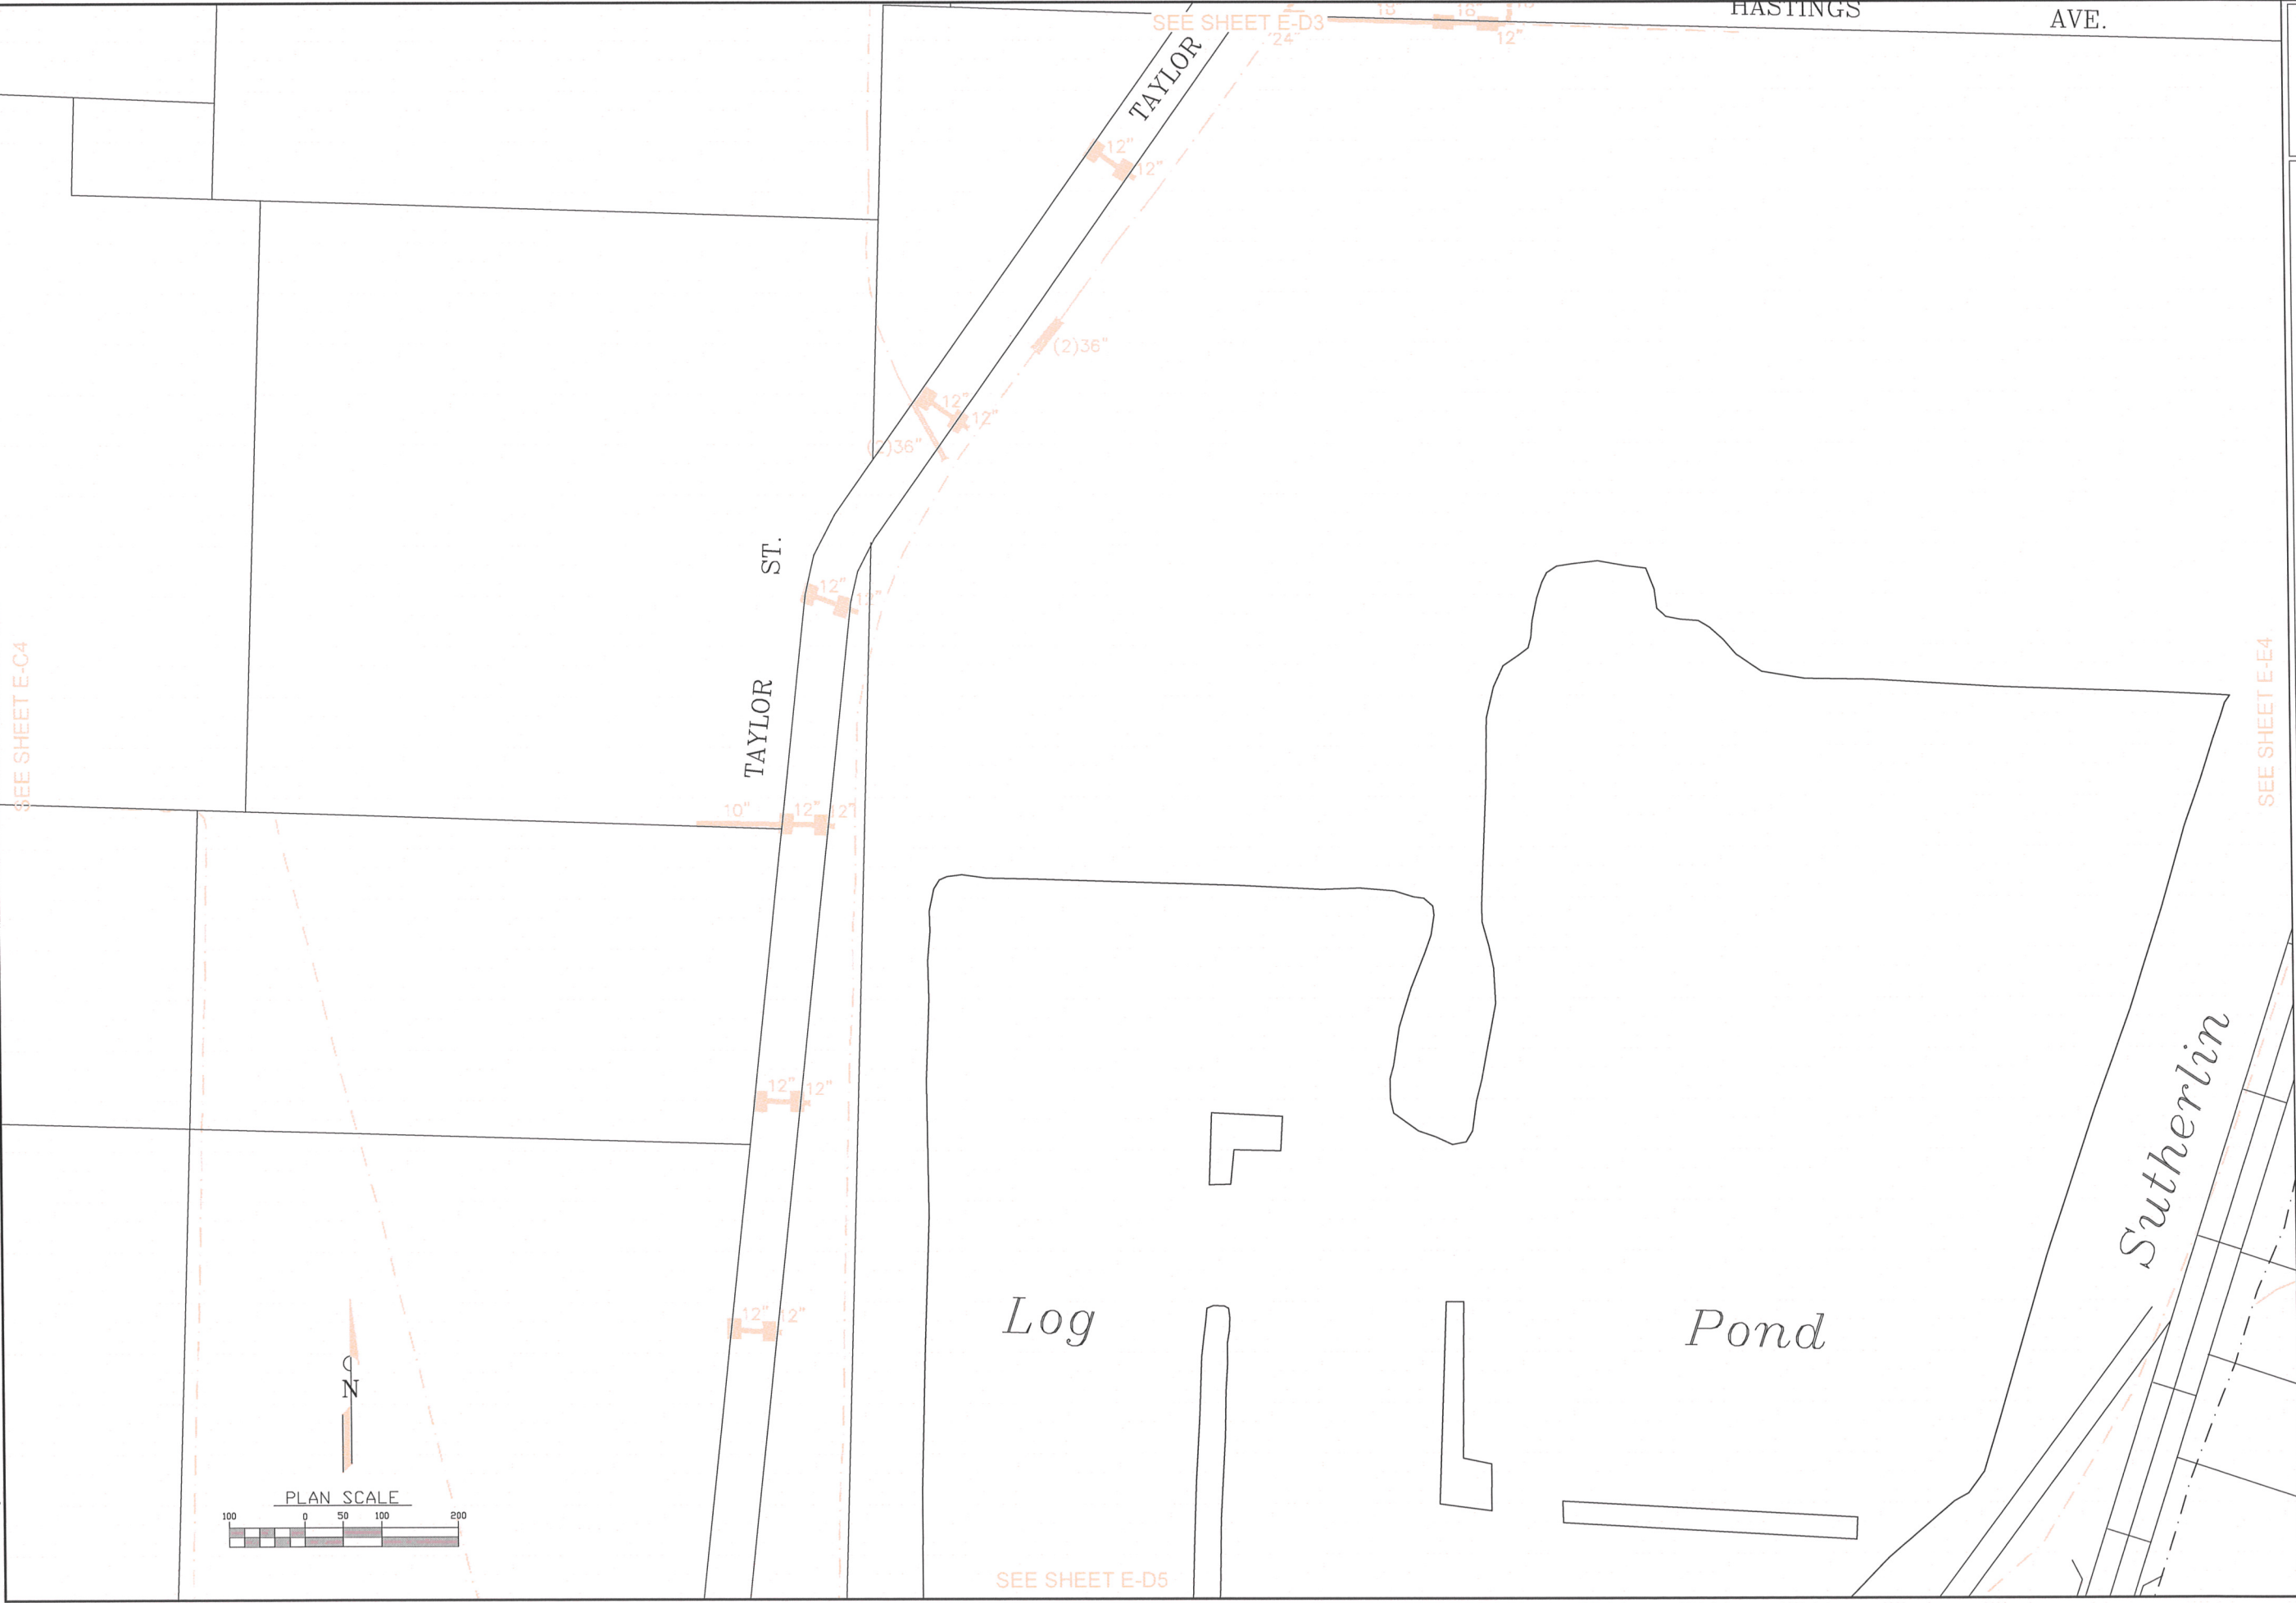 HASTINGS
AVE.
SEE SHEET E-D3
18"
12"
24"
TAYLOR
12"
12"
(2)36"
12"
12"
(2)36"
ST.
12"
12"
TAYLOR
SEE SHEET E-C4
SEE SHEET E-E4
10"
12"
12"
12"
12"
Sutherlin
Log
Pond
12"
12"
N
PLAN SCALE
100 0 50 100 200
SEE SHEET E-D5